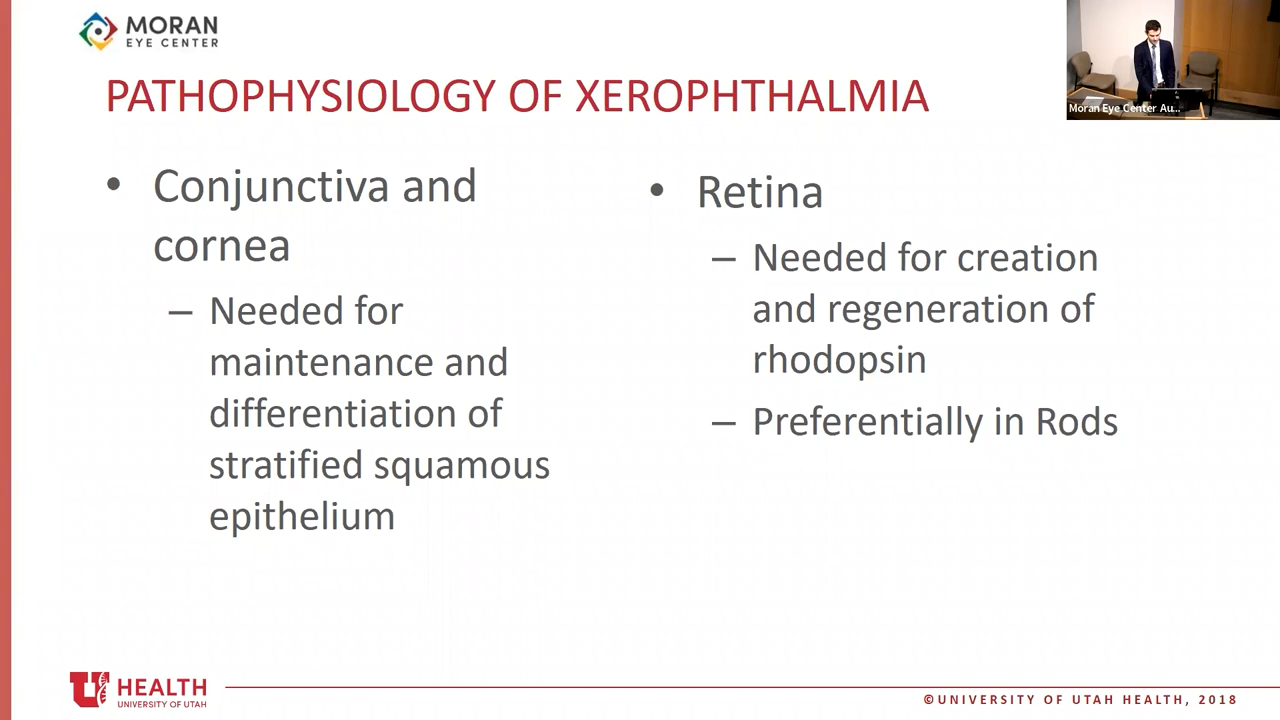 MORAN
EYE CENTER
Moran Eye Center Au...
PATHOPHYSIOLOGY OF XEROPHTHALMIA
• Conjunctiva and
cornea
– Needed for
maintenance and
differentiation of
stratified squamous
epithelium
• Retina
– Needed for creation
and regeneration of
rhodopsin
– Preferentially in Rods
U HEALTH
UNIVERSITY OF UTAH
©UNIVERSITY OF UTAH HEALTH, 2018